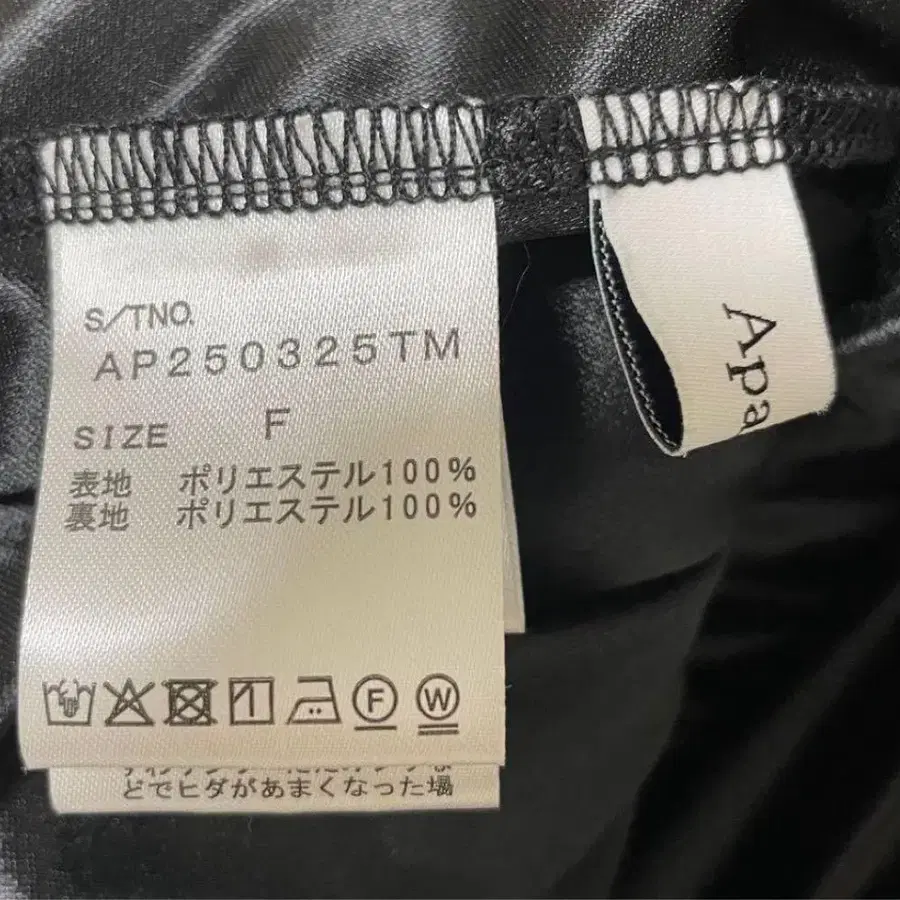 S/TNO.
AP250325TM
SIZE F
表地 ポリエステル100%
裏地 ポリエステル100%
F
W
どでヒダがあまくなった場
Apa